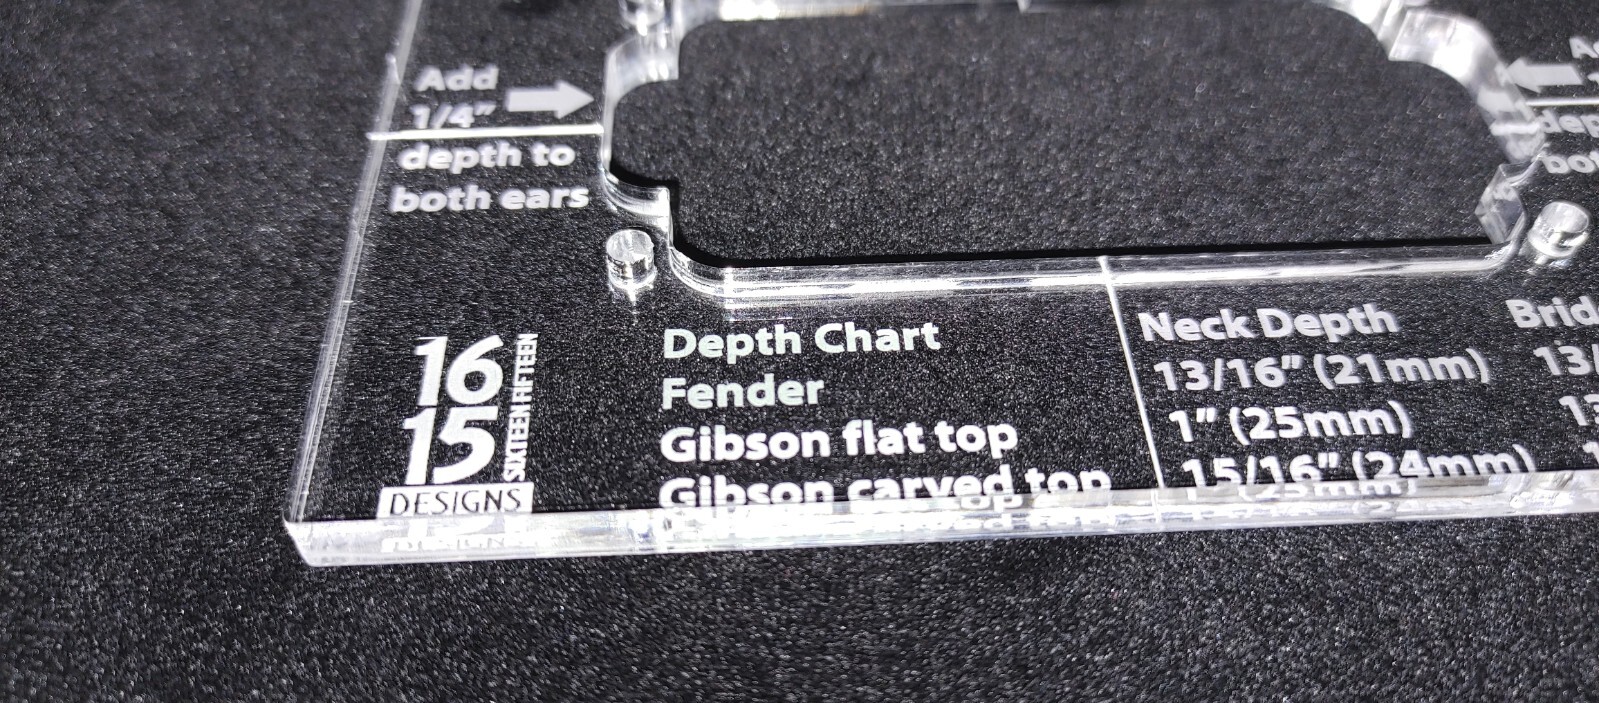 Add
1/4"
depth to
both ears
16
15
SIXTEEN FIFTEEN
DESIGNS
Depth Chart
Fender
Gibson flat top
Gibson carved top
Neck Depth
13/16" (21mm)
1" (25mm)
15/16" (24mm)